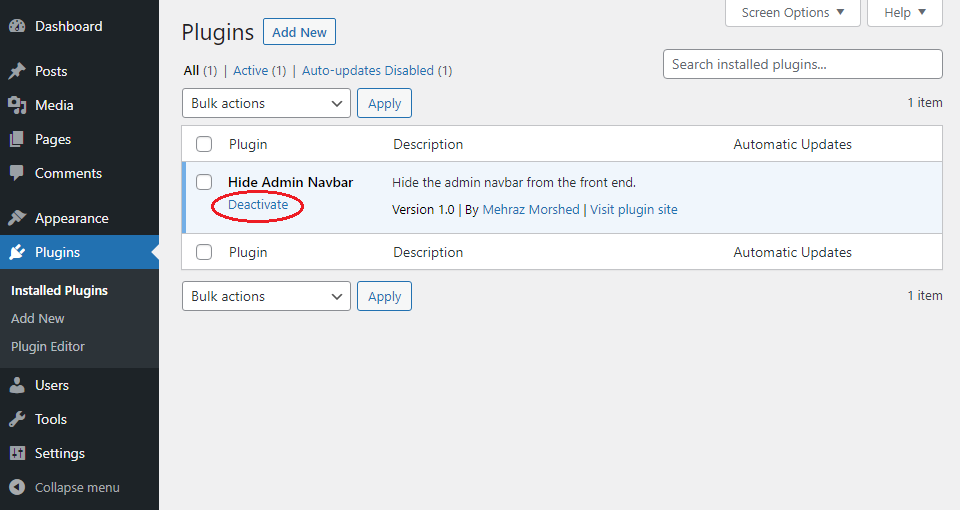 Dashboard
Posts
Media
Pages
Comments
Appearance
Plugins
Installed Plugins
Add New
Plugin Editor
Users
Tools
Settings
Collapse menu
Screen Options ▼
Help ▼
Plugins Add New
All (1) | Active (1) | Auto-updates Disabled (1)
Search installed plugins...
Bulk actions Apply
1 item
Plugin Description Automatic Updates
Hide Admin Navbar Hide the admin navbar from the front end.
Deactivate Version 1.0 | By Mehraz Morshed | Visit plugin site
Plugin Description Automatic Updates
Bulk actions Apply
1 item